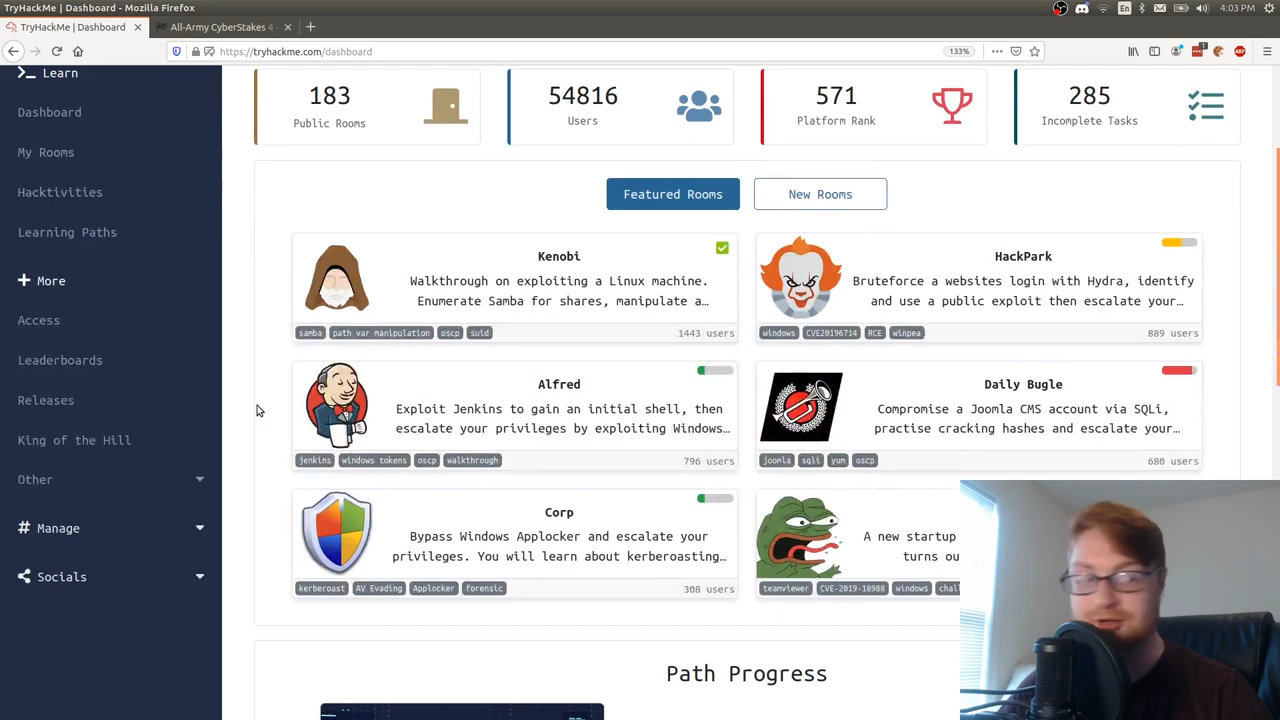 TryHackMe | Dashboard - Mozilla Firefox
En
4:03 PM
TryHackMe | Dashboard
All-Army CyberStakes 4
https://tryhackme.com/dashboard
133%
1
ABP
Learn
Dashboard
My Rooms
Hacktivities
Learning Paths
More
Access
Leaderboards
Releases
King of the Hill
Other
Manage
Socials
183
Public Rooms
54816
Users
571
Platform Rank
285
Incomplete Tasks
Featured Rooms
New Rooms
Kenobi
Walkthrough on exploiting a Linux machine.
Enumerate Samba for shares, manipulate a…
samba path var manipulation oscp suid 1443 users
HackPark
Bruteforce a websites login with Hydra, identify
and use a public exploit then escalate your…
windows CVE20196714 RCE winpea 889 users
Alfred
Exploit Jenkins to gain an initial shell, then
escalate your privileges by exploiting Windows…
jenkins windows tokens oscp walkthrough 796 users
Daily Bugle
Compromise a Joomla CMS account via SQLi,
practise cracking hashes and escalate your…
joomla sqli yum oscp 680 users
Corp
Bypass Windows Applocker and escalate your
privileges. You will learn about kerberoasting…
kerberoast AV Evading Applocker forensic 308 users
A new startup
turns ou
teamviewer CVE-2019-18988 windows chal
Path Progress